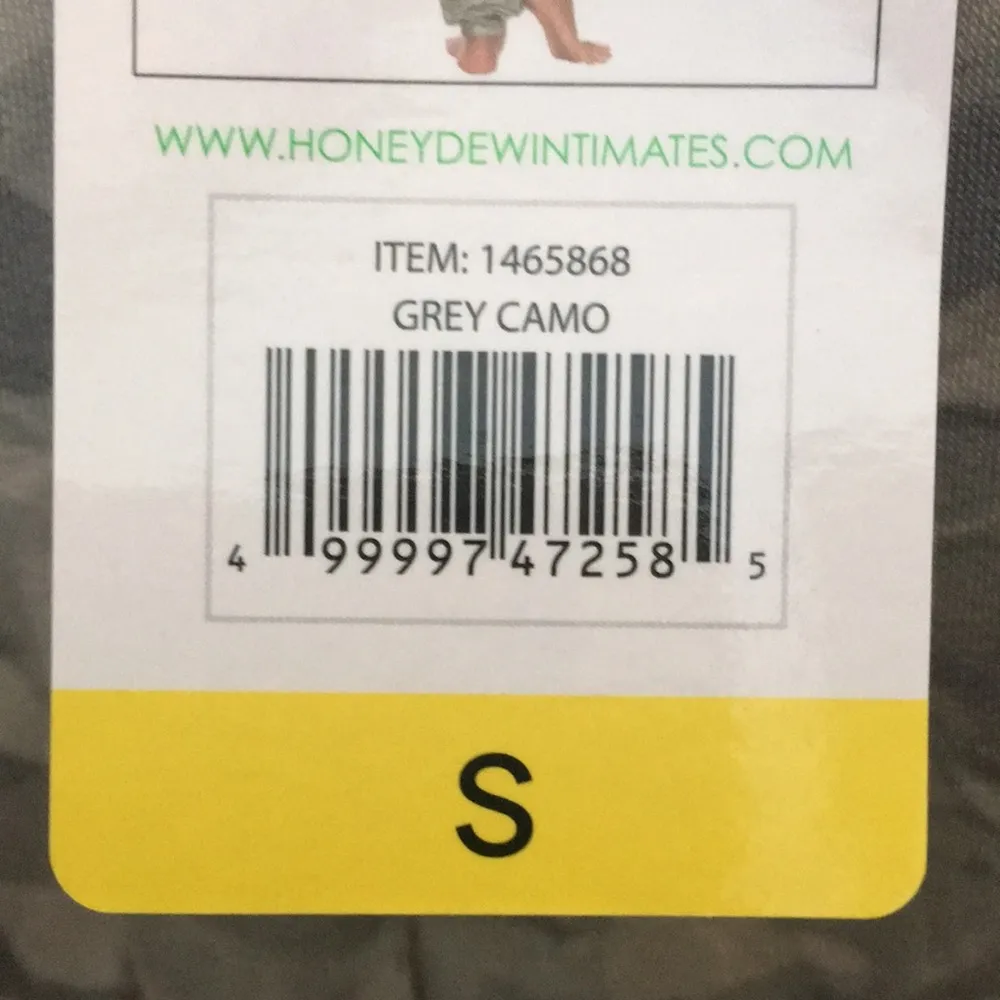 WWW.HONEYDEWINTIMATES.COM
ITEM: 1465868
GREY CAMO
4 99997 47258 5
S